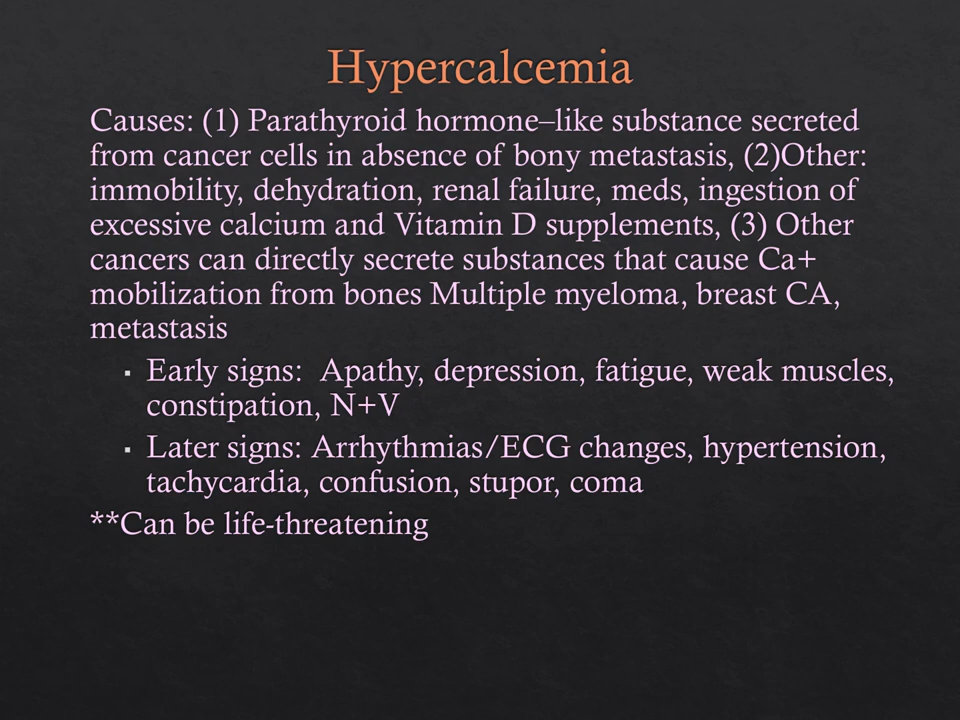 Hypercalcemia
Causes: (1) Parathyroid hormone–like substance secreted
from cancer cells in absence of bony metastasis, (2)Other:
immobility, dehydration, renal failure, meds, ingestion of
excessive calcium and Vitamin D supplements, (3) Other
cancers can directly secrete substances that cause Ca+
mobilization from bones Multiple myeloma, breast CA,
metastasis
▪ Early signs:  Apathy, depression, fatigue, weak muscles,
constipation, N+V
▪ Later signs: Arrhythmias/ECG changes, hypertension,
tachycardia, confusion, stupor, coma
**Can be life-threatening